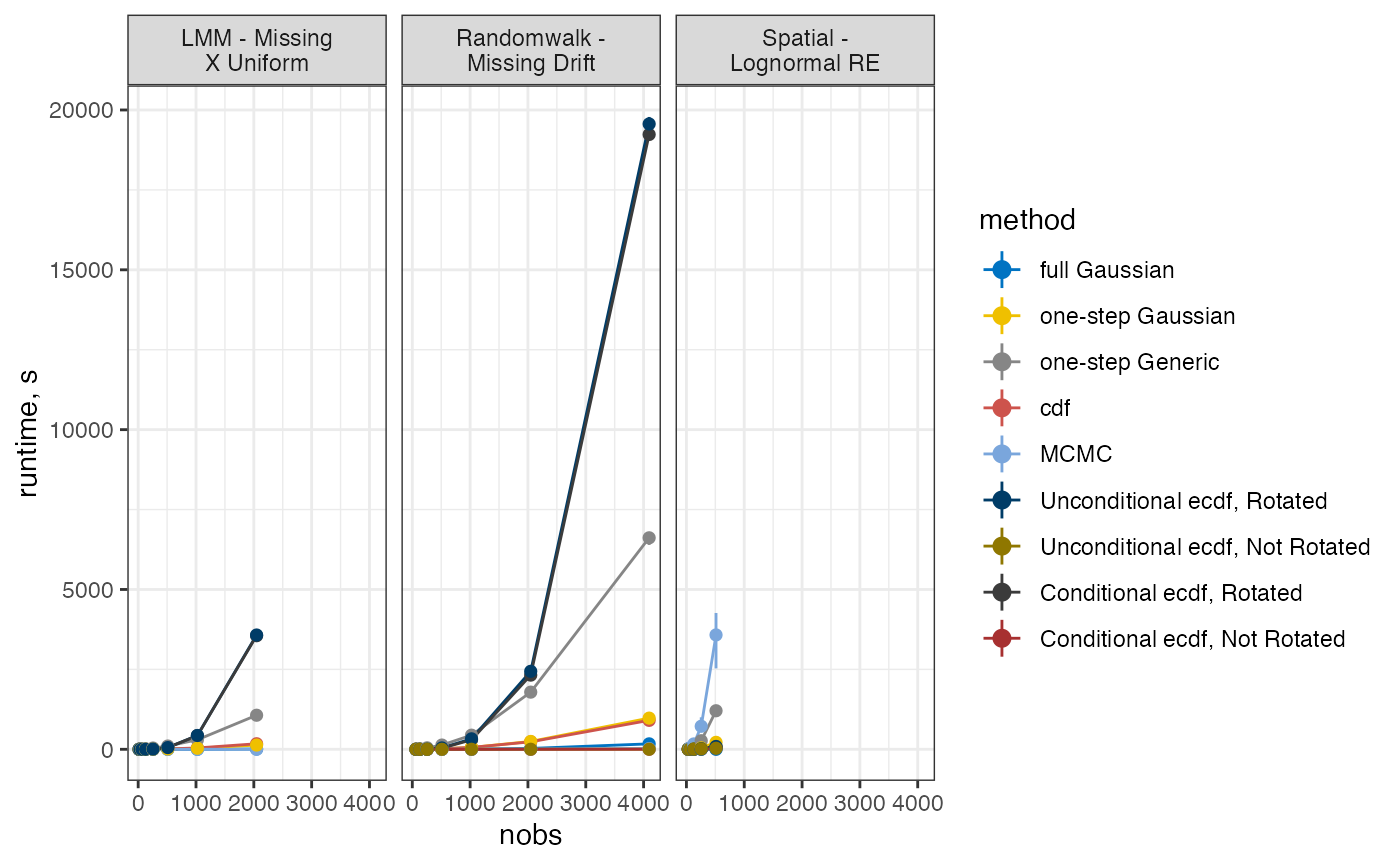 LMM - Missing
X Uniform
Randomwalk -
Missing Drift
Spatial -
Lognormal RE
20000
15000
10000
5000
0
runtime, s
0 1000 2000 3000 4000
0 1000 2000 3000 4000
0 1000 2000 3000 4000
nobs
method
full Gaussian
one-step Gaussian
one-step Generic
cdf
MCMC
Unconditional ecdf, Rotated
Unconditional ecdf, Not Rotated
Conditional ecdf, Rotated
Conditional ecdf, Not Rotated